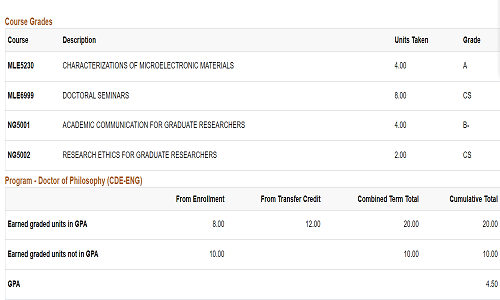 Course Grades
Course Description Units Taken Grade
MLE5230 CHARACTERIZATIONS OF MICROELECTRONIC MATERIALS 4.00 A
MLE6999 DOCTORAL SEMINARS 8.00 CS
NG5001 ACADEMIC COMMUNICATION FOR GRADUATE RESEARCHERS 4.00 B-
NG5002 RESEARCH ETHICS FOR GRADUATE RESEARCHERS 2.00 CS
Program - Doctor of Philosophy (CDE-ENG)
From Enrollment From Transfer Credit Combined Term Total Cumulative Total
Earned graded units in GPA 8.00 12.00 20.00 20.00
Earned graded units not in GPA 10.00 10.00 10.00
GPA 4.50